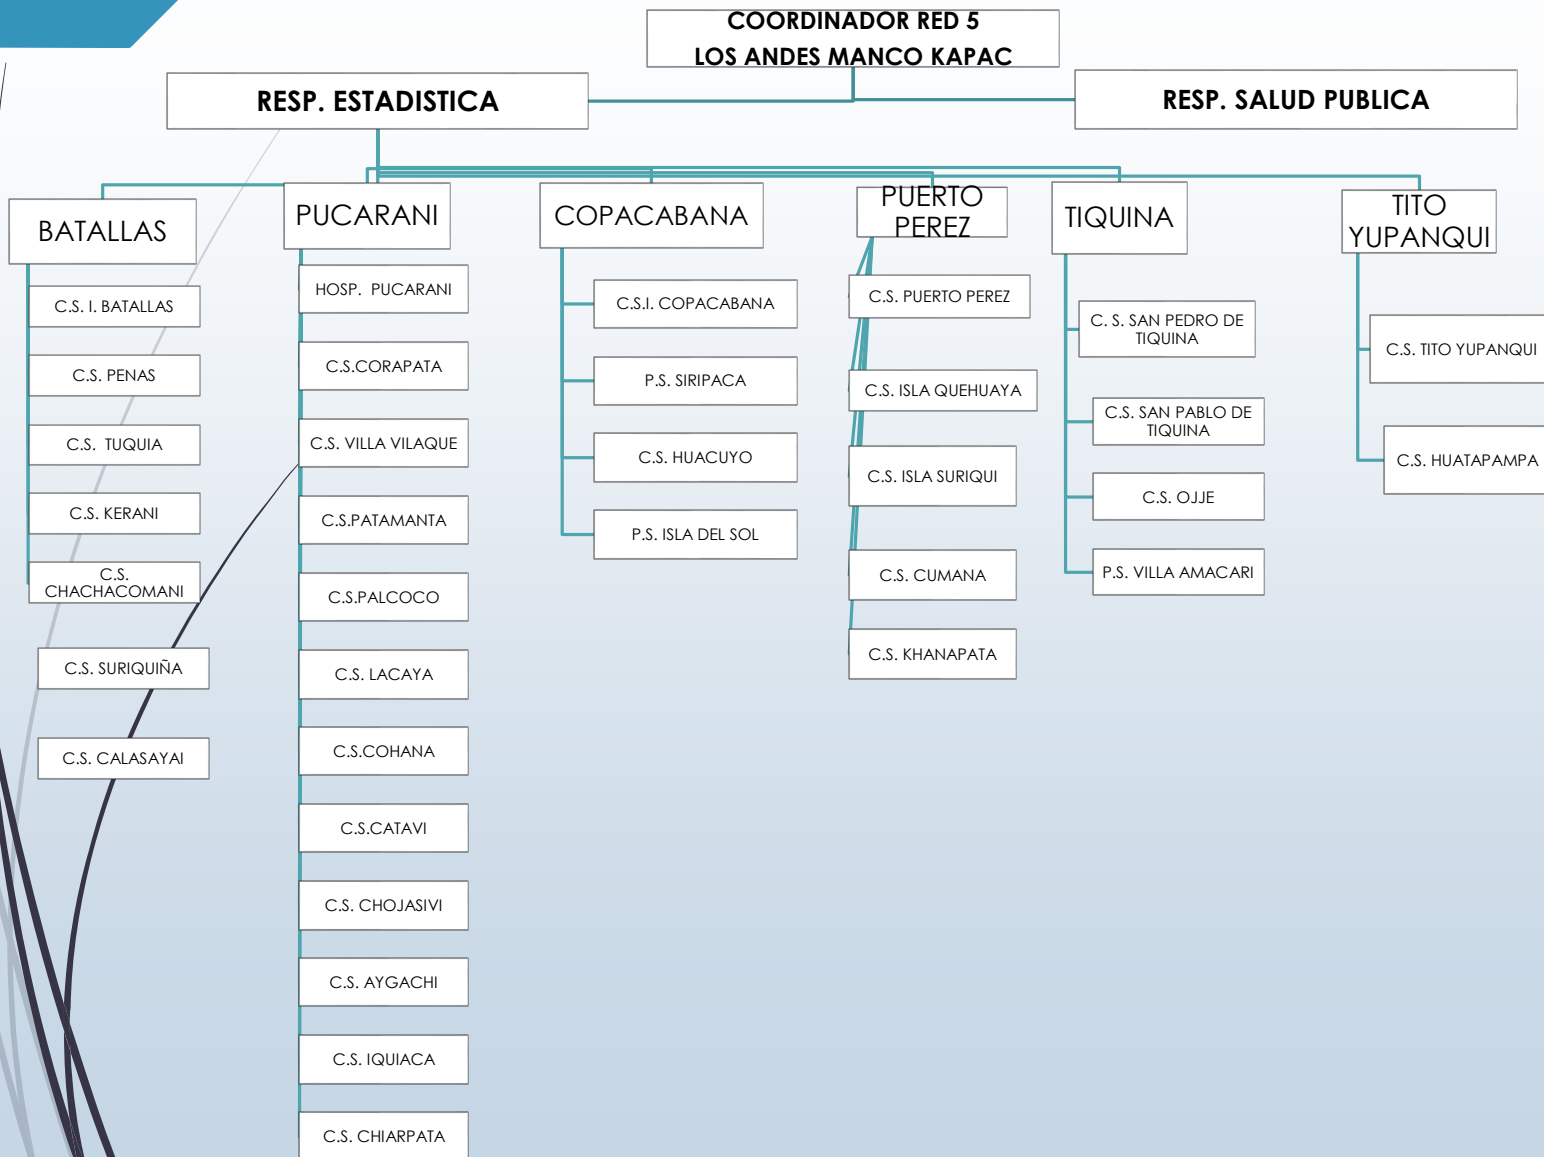 COORDINADOR RED 5
LOS ANDES MANCO KAPAC
RESP. ESTADISTICA
RESP. SALUD PUBLICA
BATALLAS
C.S. I. BATALLAS
C.S. PENAS
C.S.  TUQUIA
C.S. KERANI
C.S.
CHACHACOMANI
C.S. SURIQUIÑA
C.S. CALASAYAI
PUCARANI
HOSP.  PUCARANI
C.S.CORAPATA
C.S. VILLA VILAQUE
C.S.PATAMANTA
C.S.PALCOCO
C.S. LACAYA
C.S.COHANA
C.S.CATAVI
C.S. CHOJASIVI
C.S. AYGACHI
C.S. IQUIACA
C.S. CHIARPATA
COPACABANA
C.S.I. COPACABANA
P.S. SIRIPACA
C.S. HUACUYO
P.S. ISLA DEL SOL
PUERTO
PEREZ
C.S. PUERTO PEREZ
C.S. ISLA QUEHUAYA
C.S. ISLA SURIQUI
C.S. CUMANA
C.S. KHANAPATA
TIQUINA
C. S. SAN PEDRO DE
TIQUINA
C.S. SAN PABLO DE
TIQUINA
C.S. OJJE
P.S. VILLA AMACARI
TITO
YUPANQUI
C.S. TITO YUPANQUI
C.S. HUATAPAMPA